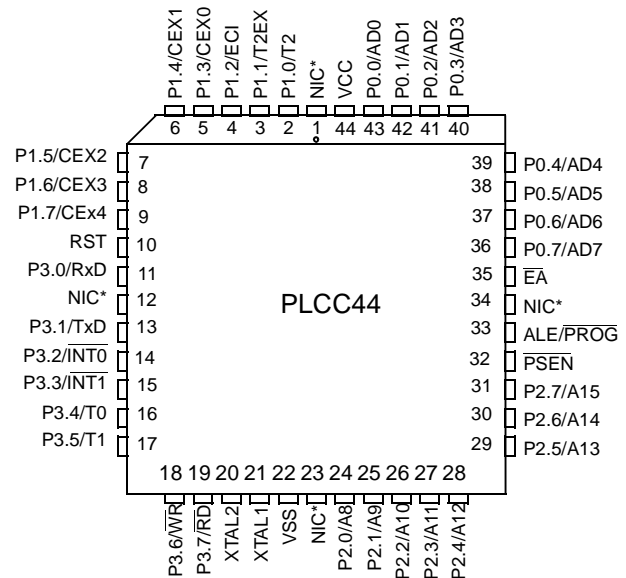 P1.4/CEX1
P1.3/CEX0
P1.2/ECI
P1.1/T2EX
P1.0/T2
NIC*
VCC
P0.0/AD0
P0.1/AD1
P0.2/AD2
P0.3/AD3
6 5 4 3 2 1 44 43 42 41 40
P1.5/CEX2 7
P1.6/CEX3 8
P1.7/CEx4 9
RST 10
P3.0/RxD 11
NIC* 12
P3.1/TxD 13
P3.2/INT0 14
P3.3/INT1 15
P3.4/T0 16
P3.5/T1 17
PLCC44
39 P0.4/AD4
38 P0.5/AD5
37 P0.6/AD6
36 P0.7/AD7
35 EA
34 NIC*
33 ALE/PROG
32 PSEN
31 P2.7/A15
30 P2.6/A14
29 P2.5/A13
18 19 20 21 22 23 24 25 26 27 28
P3.6/WR
P3.7/RD
XTAL2
XTAL1
VSS
NIC*
P2.0/A8
P2.1/A9
P2.2/A10
P2.3/A11
P2.4/A12